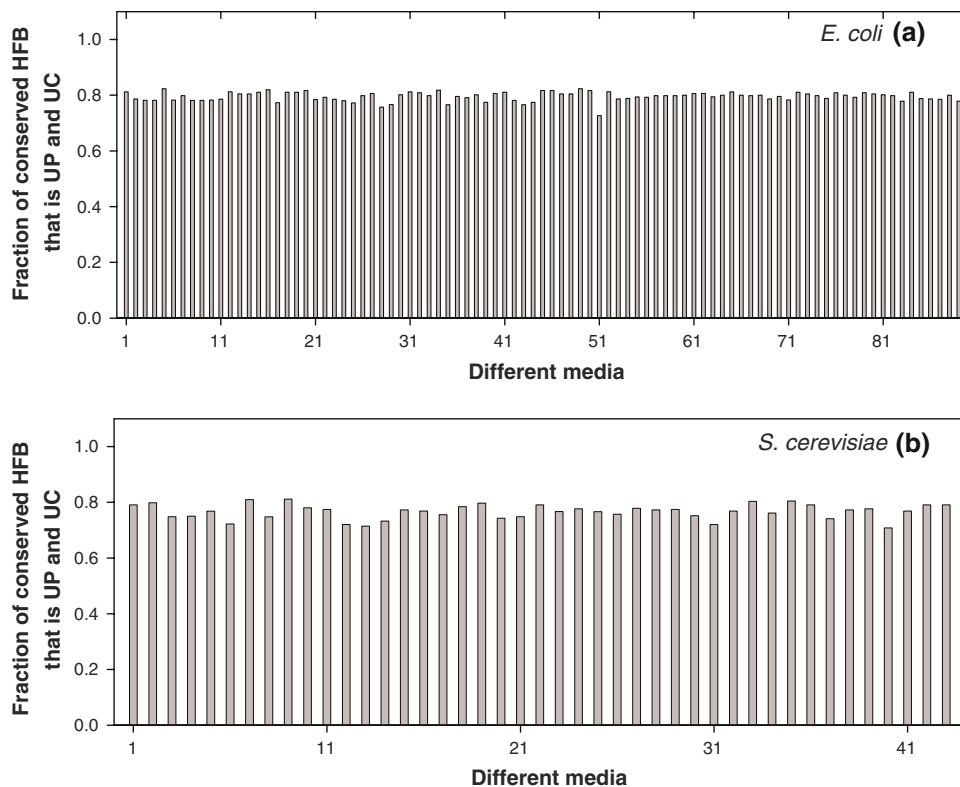 E. coli (a)
Fraction of conserved HFB
that is UP and UC
1.0
0.8
0.6
0.4
0.2
0.0
1 11 21 31 41 51 61 71 81
Different media
S. cerevisiae (b)
Fraction of conserved HFB
that is UP and UC
1.0
0.8
0.6
0.4
0.2
0.0
1 11 21 31 41
Different media